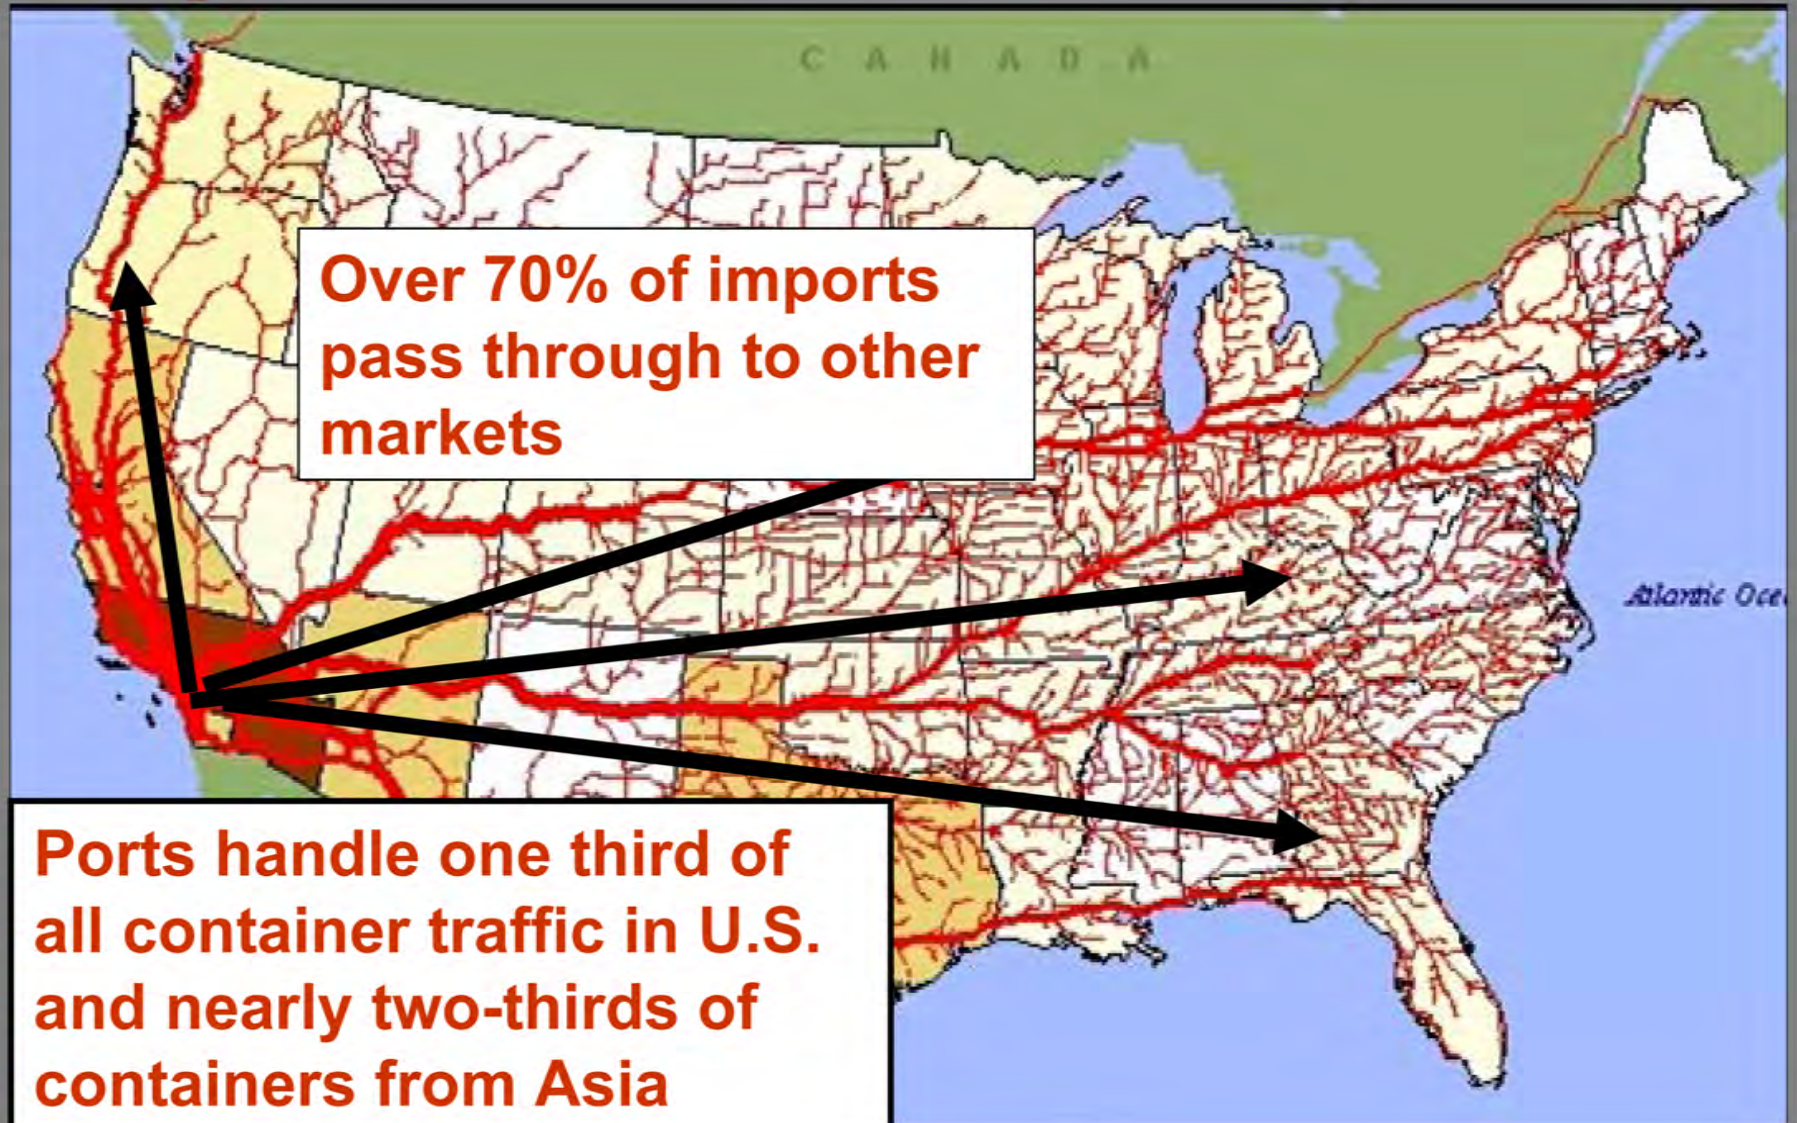 CANADA
Over 70% of imports
pass through to other
markets
Atlantic Oce
Ports handle one third of
all container traffic in U.S.
and nearly two-thirds of
containers from Asia